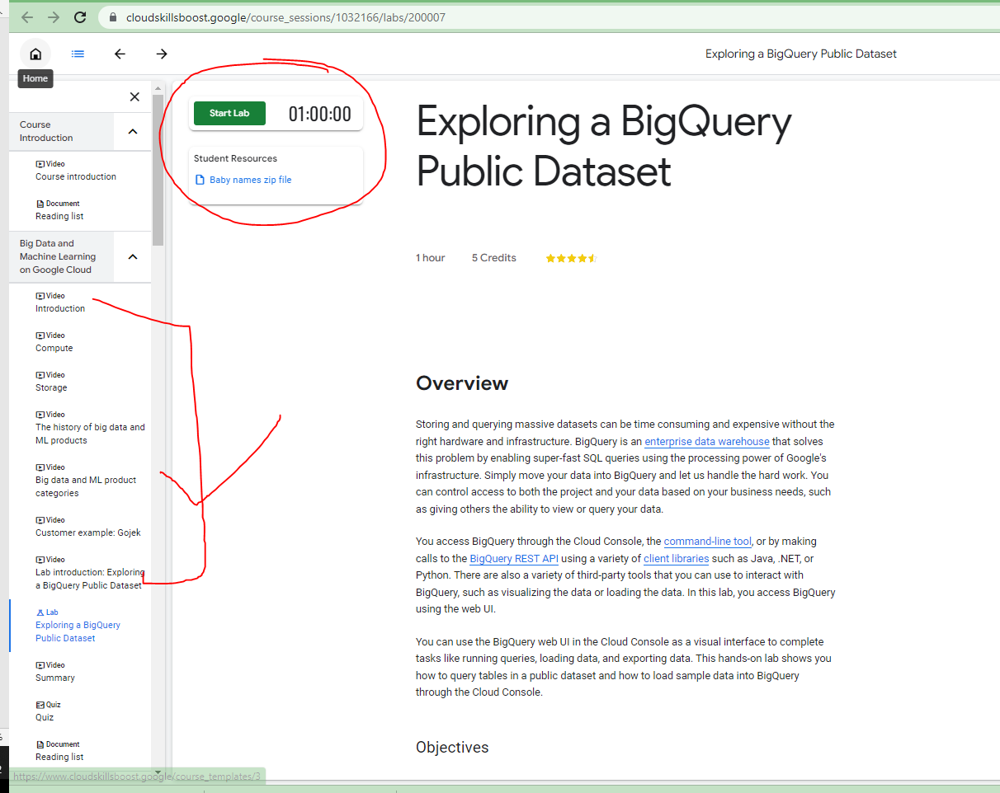 cloudskillsboost.google/course_sessions/1032166/labs/200007
Exploring a BigQuery Public Dataset
Home
Course
Introduction
Video
Course introduction
Document
Reading list
Big Data and
Machine Learning
on Google Cloud
Video
Introduction
Video
Compute
Video
Storage
Video
The history of big data and
ML products
Video
Big data and ML product
categories
Video
Customer example: Gojek
Video
Lab introduction: Exploring
a BigQuery Public Dataset
Lab
Exploring a BigQuery
Public Dataset
Video
Summary
Quiz
Quiz
Document
Reading list
https://www.cloudskillsboost.google/course_templates/3
Start Lab 01:00:00
Student Resources
Baby names zip file
Exploring a BigQuery
Public Dataset
1 hour 5 Credits
Overview
Storing and querying massive datasets can be time consuming and expensive without the
right hardware and infrastructure. BigQuery is an enterprise data warehouse that solves
this problem by enabling super-fast SQL queries using the processing power of Google's
infrastructure. Simply move your data into BigQuery and let us handle the hard work. You
can control access to both the project and your data based on your business needs, such
as giving others the ability to view or query your data.
You access BigQuery through the Cloud Console, the command-line tool, or by making
calls to the BigQuery REST API using a variety of client libraries such as Java, .NET, or
Python. There are also a variety of third-party tools that you can use to interact with
BigQuery, such as visualizing the data or loading the data. In this lab, you access BigQuery
using the web UI.
You can use the BigQuery web UI in the Cloud Console as a visual interface to complete
tasks like running queries, loading data, and exporting data. This hands-on lab shows you
how to query tables in a public dataset and how to load sample data into BigQuery
through the Cloud Console.
Objectives